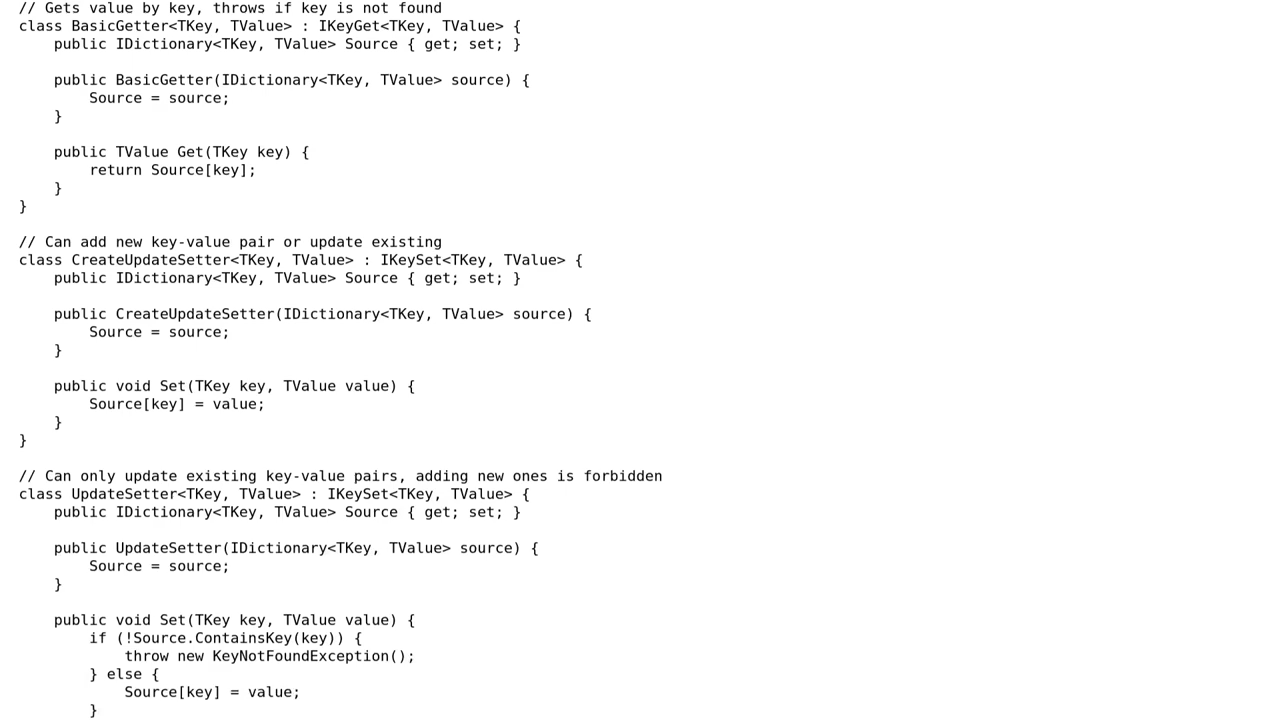 // Gets value by key, throws if key is not found
class BasicGetter<TKey, TValue> : IKeyGet<TKey, TValue> {
    public IDictionary<TKey, TValue> Source { get; set; }

    public BasicGetter(IDictionary<TKey, TValue> source) {
        Source = source;
    }

    public TValue Get(TKey key) {
        return Source[key];
    }
}

// Can add new key-value pair or update existing
class CreateUpdateSetter<TKey, TValue> : IKeySet<TKey, TValue> {
    public IDictionary<TKey, TValue> Source { get; set; }

    public CreateUpdateSetter(IDictionary<TKey, TValue> source) {
        Source = source;
    }

    public void Set(TKey key, TValue value) {
        Source[key] = value;
    }
}

// Can only update existing key-value pairs, adding new ones is forbidden
class UpdateSetter<TKey, TValue> : IKeySet<TKey, TValue> {
    public IDictionary<TKey, TValue> Source { get; set; }

    public UpdateSetter(IDictionary<TKey, TValue> source) {
        Source = source;
    }

    public void Set(TKey key, TValue value) {
        if (!Source.ContainsKey(key)) {
            throw new KeyNotFoundException();
        } else {
            Source[key] = value;
        }